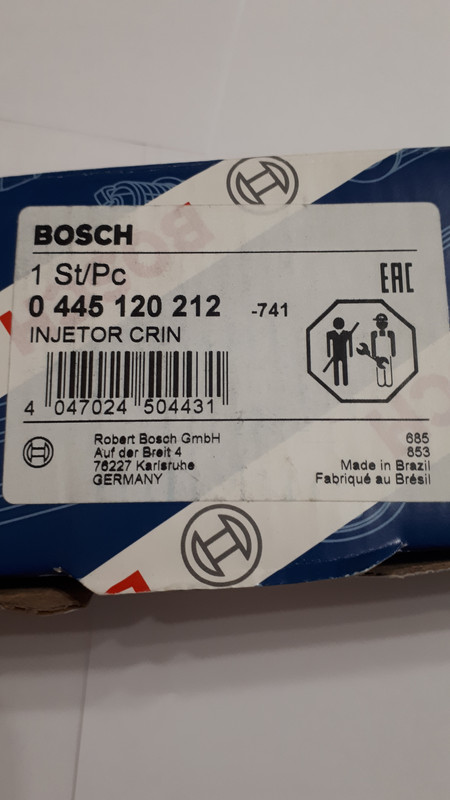 BOSCH
1 St/Pc
EAC
0 445 120 212 -741
INJETOR CRIN
4 047024 504431
Robert Bosch GmbH
Auf der Breit 4
76227 Karlsruhe
GERMANY
685
853
Made in Brazil
Fabriqué au Brésil